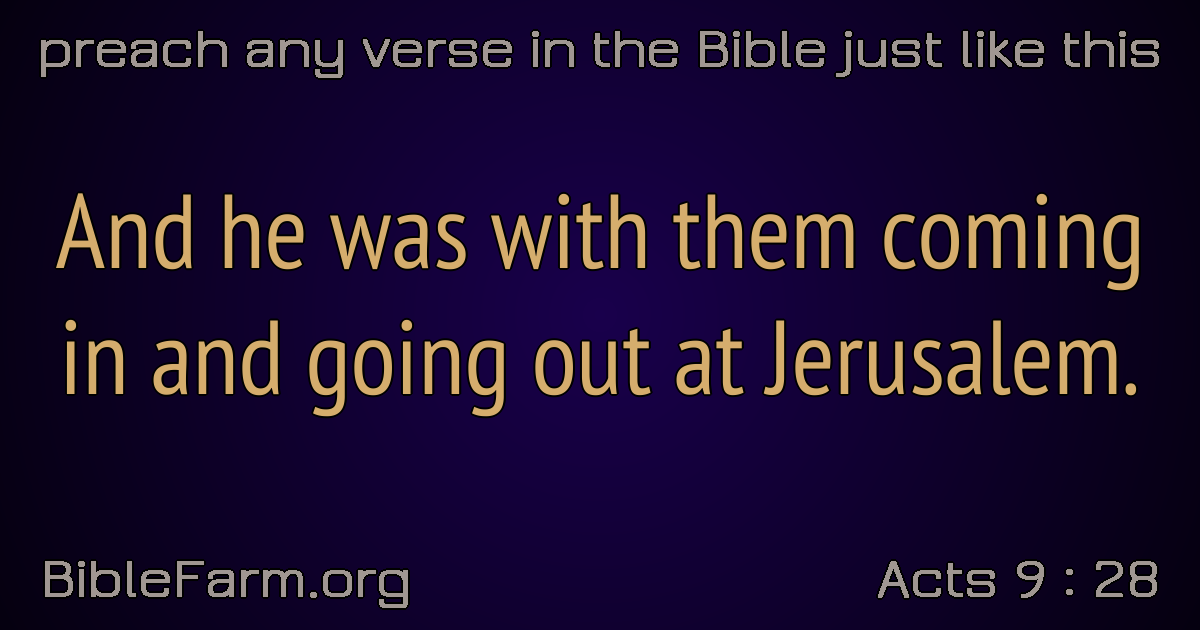 preach any verse in the Bible just like this
And he was with them coming
in and going out at Jerusalem.
BibleFarm.org
Acts 9 : 28